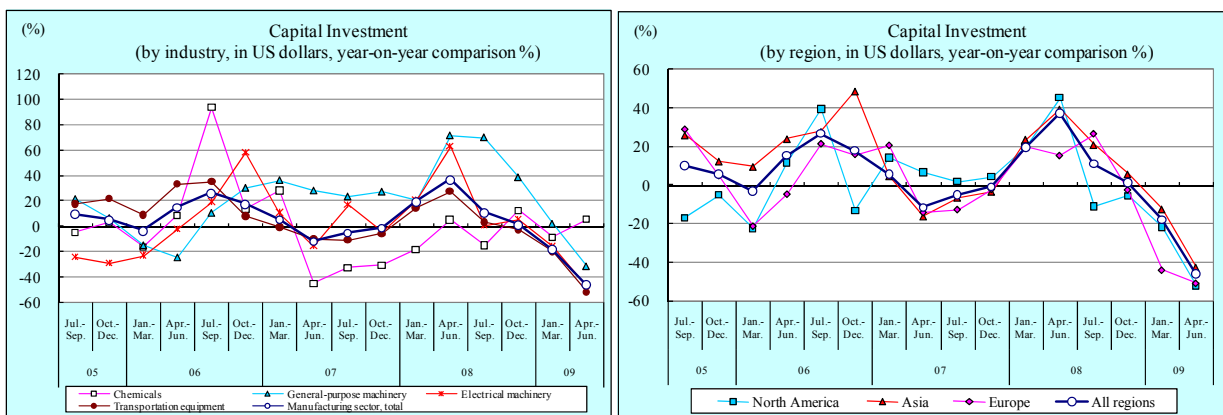 (%)
Capital Investment
(by industry, in US dollars, year-on-year comparison %)
120
100
80
60
40
20
0
-20
-40
-60
Jul.- Oct.- Jan.- Apr.- Jul.- Oct.- Jan.- Apr.- Jul.- Oct.- Jan.- Apr.- Jul.- Oct.- Jan.- Apr.-
Sep. Dec. Mar. Jun. Sep. Dec. Mar. Jun. Sep. Dec. Mar. Jun. Sep. Dec. Mar. Jun.
05 06 07 08 09
Chemicals General-purpose machinery Electrical machinery
Transportation equipment Manufacturing sector, total
(%)
Capital Investment
(by region, in US dollars, year-on-year comparison %)
60
40
20
0
-20
-40
-60
Jul.- Oct.- Jan.- Apr.- Jul.- Oct.- Jan.- Apr.- Jul.- Oct.- Jan.- Apr.- Jul.- Oct.- Jan.- Apr.-
Sep. Dec. Mar. Jun. Sep. Dec. Mar. Jun. Sep. Dec. Mar. Jun. Sep. Dec. Mar. Jun.
05 06 07 08 09
North America Asia Europe All regions